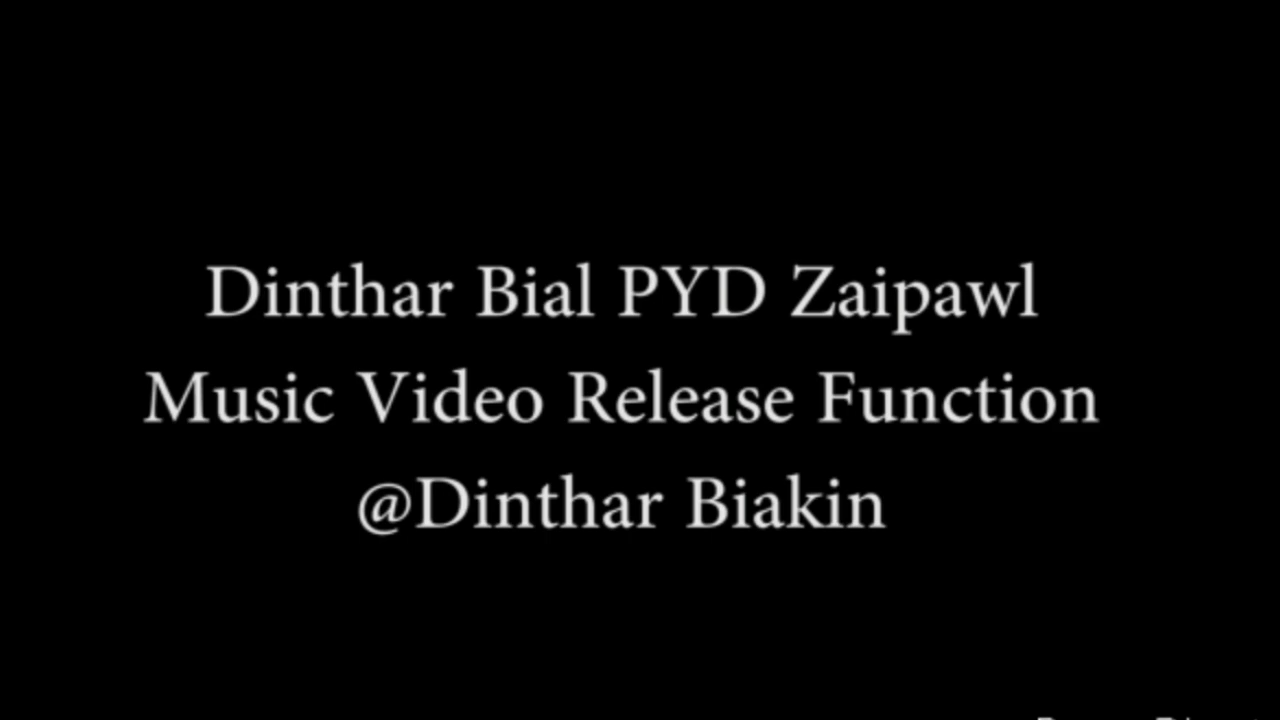 Dinthar Bial PYD Zaipawl
Music Video Release Function
@Dinthar Biakin